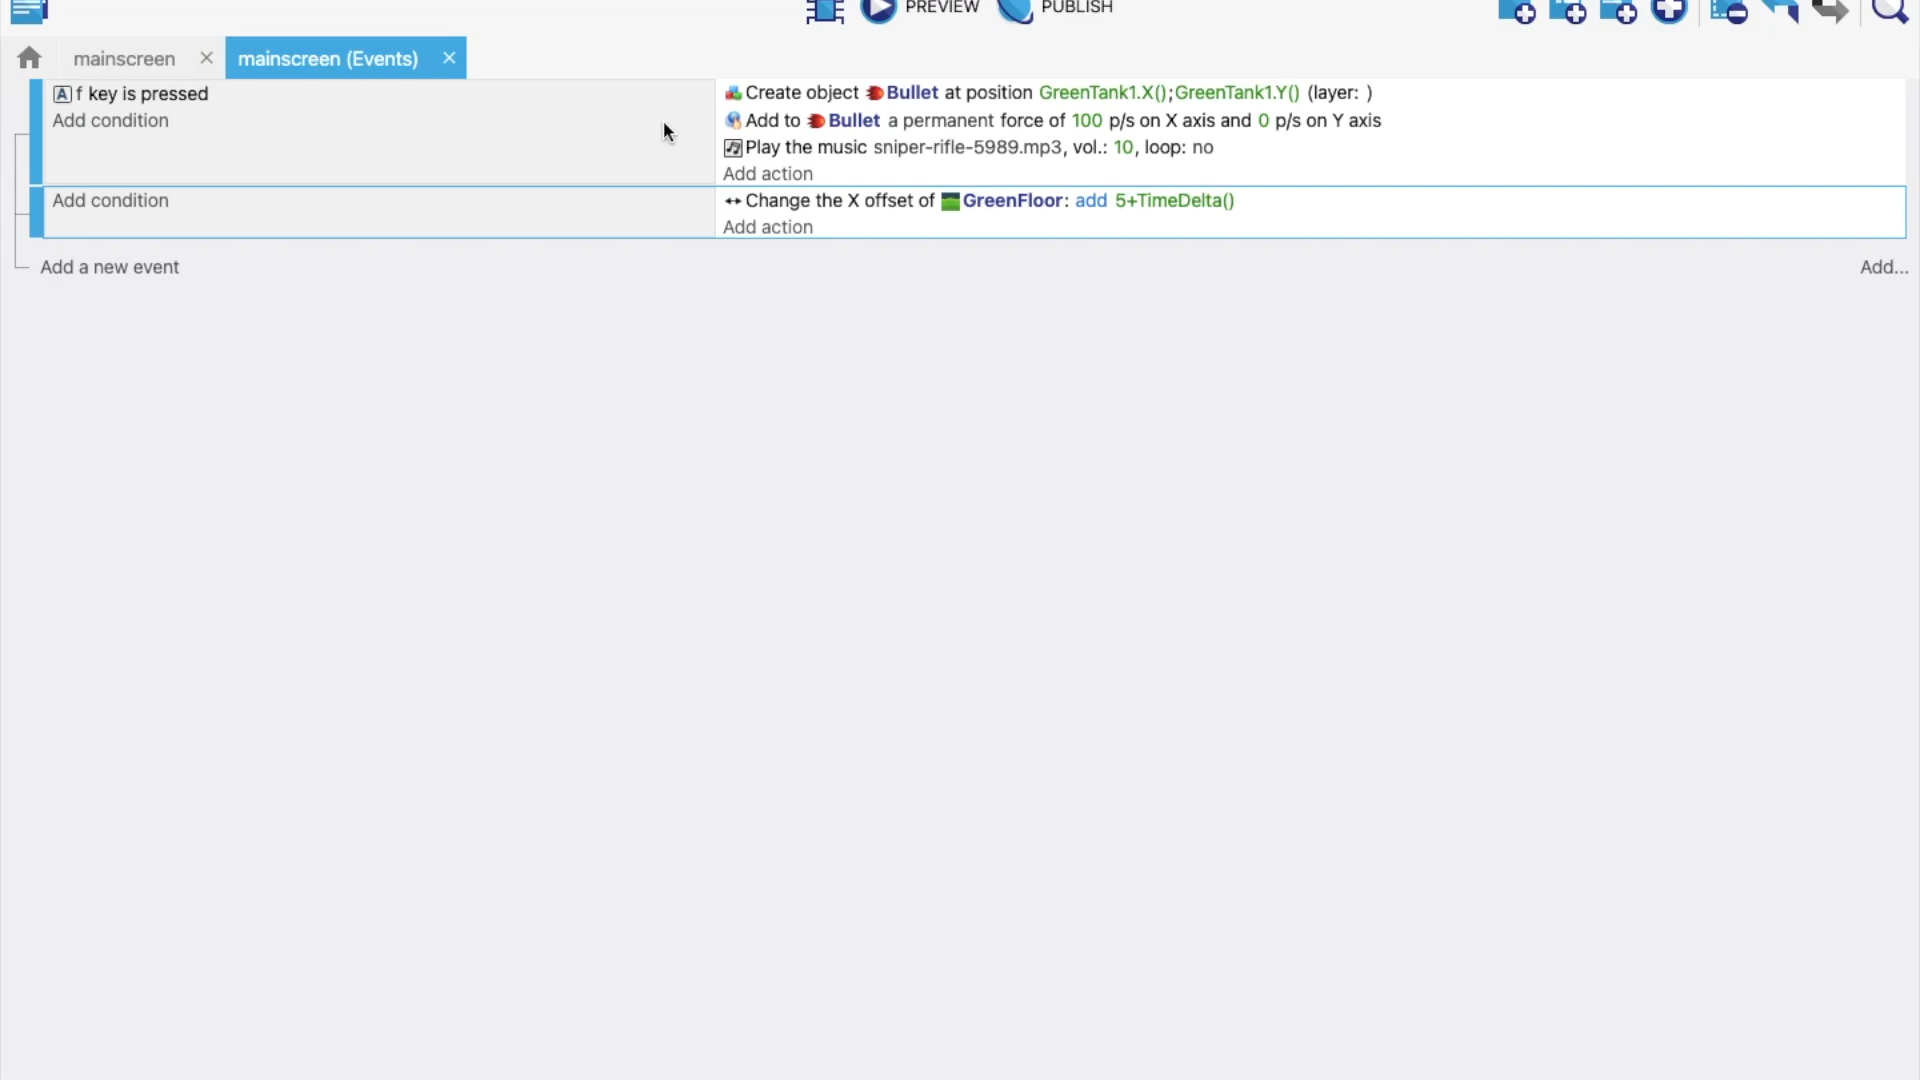 PREVIEW PUBLISH
mainscreen × mainscreen (Events) ×
A f key is pressed
Add condition
Create object Bullet at position GreenTank1.X();GreenTank1.Y() (layer: )
Add to Bullet a permanent force of 100 p/s on X axis and 0 p/s on Y axis
Play the music sniper-rifle-5989.mp3, vol.: 10, loop: no
Add action
Add condition
Change the X offset of GreenFloor: add 5+TimeDelta()
Add action
Add a new event
Add...